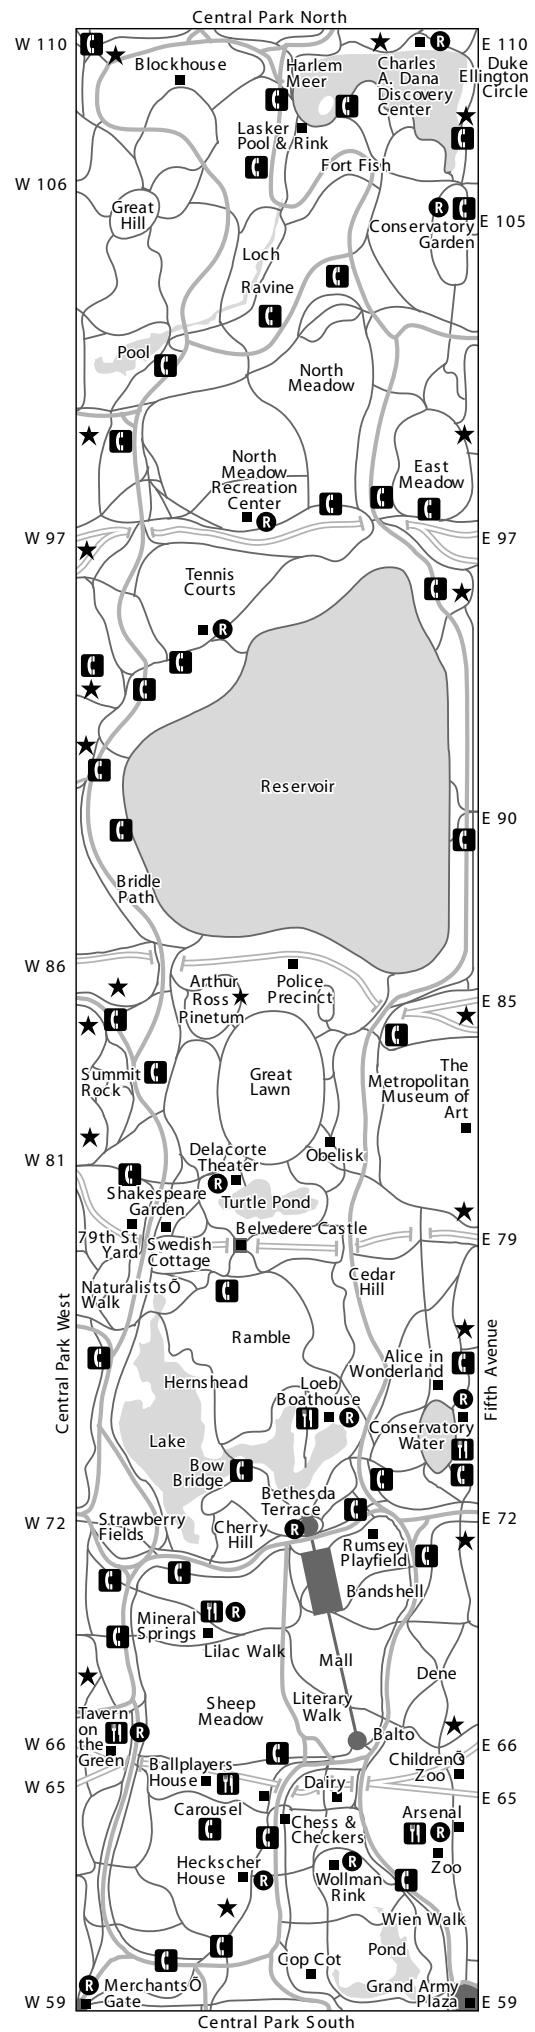 Central Park North
W 110
E 110
Blockhouse
Harlem
Meer
Charles
A. Dana
Discovery
Center
Duke
Ellington
Circle
Lasker
Pool & Rink
Fort Fish
W 106
Great
Hill
R
E 105
Conservatory
Garden
Loch
Ravine
Pool
North
Meadow
North
Meadow
Recreation
Center
R
East
Meadow
W 97
E 97
Tennis
Courts
R
Reservoir
E 90
Bridle
Path
W 86
Arthur
Ross
Pinetum
Police
Precinct
E 85
Summit
Rock
Great
Lawn
The
Metropolitan
Museum of
Art
W 81
Delacorte
Theater
R
Obelisk
Shakespeare
Garden
Turtle Pond
79th St
Yard
Swedish
Cottage
Belvedere Castle
E 79
NaturalistsÕ
Walk
Cedar
Hill
Central Park West
Fifth Avenue
Ramble
Alice in
Wonderland
Hernshead
Loeb
Boathouse
R
R
Conservatory
Water
Lake
Bow
Bridge
Bethesda
Terrace
R
W 72
E 72
Strawberry
Fields
Cherry
Hill
Rumsey
Playfield
Bandshell
Mineral
Springs
R
Lilac Walk
Mall
Dene
Sheep
Meadow
Literary
Walk
Tavern
on
the
Green
R
W 66
E 66
Balto
ChildrenÕs
Zoo
W 65
E 65
Ballplayers
House
Dairy
Carousel
Chess &
Checkers
Arsenal
R
Zoo
Heckscher
House
R
Wollman
Rink
R
Wien Walk
Cop Cot
Pond
R
MerchantsÕ
Gate
Grand Army
Plaza
W 59
E 59
Central Park South
R